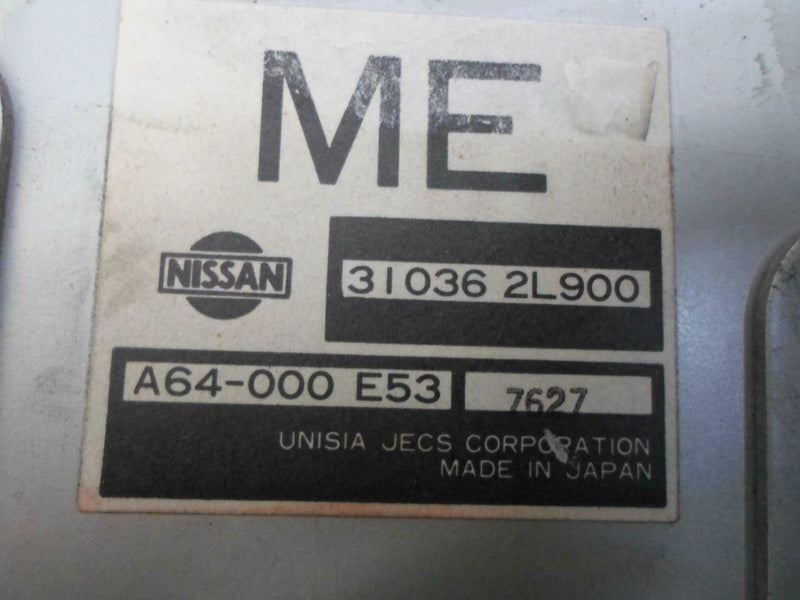 ME
NISSAN
31036 2L900
A64-000 E53
7627
UNISIA JECS CORPORATION
MADE IN JAPAN